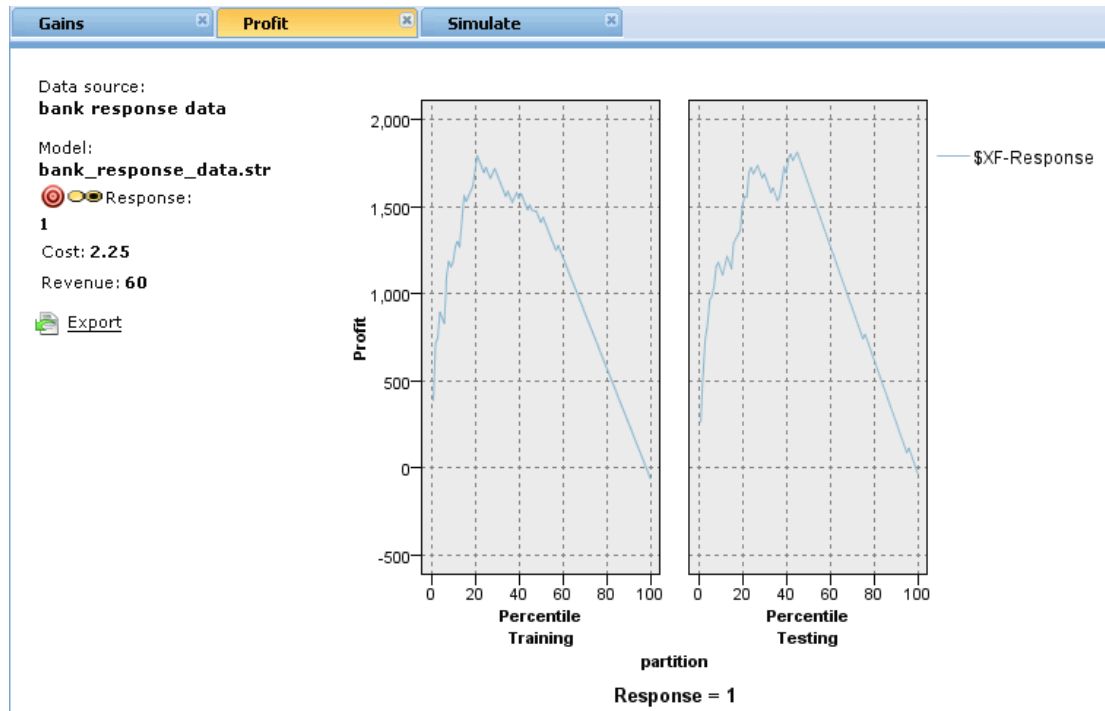 Gains
Profit
Simulate
Data source:
bank response data
Model:
bank_response_data.str
Response:
1
Cost: 2.25
Revenue: 60
Export
Profit
2,000
1,500
1,000
500
0
-500
0 20 40 60 80 100
Percentile
Training
0 20 40 60 80 100
Percentile
Testing
partition
Response = 1
$XF-Response